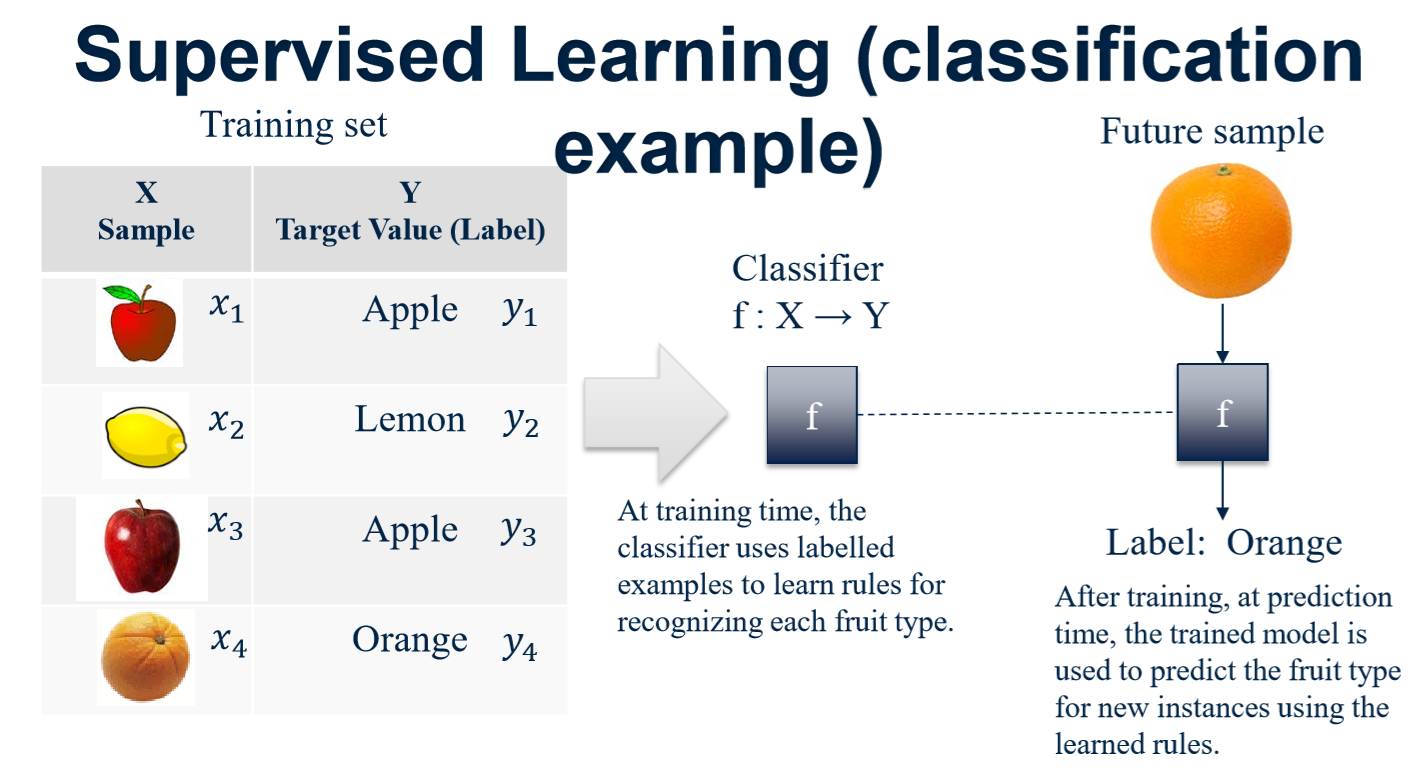 Supervised Learning (classification
example)
Training set
X
Sample
Y
Target Value (Label)
x₁
Apple y₁
x₂
Lemon y₂
x₃
Apple y₃
x₄
Orange y₄
Classifier
f : X → Y
f
At training time, the
classifier uses labelled
examples to learn rules for
recognizing each fruit type.
Future sample
f
Label: Orange
After training, at prediction
time, the trained model is
used to predict the fruit type
for new instances using the
learned rules.